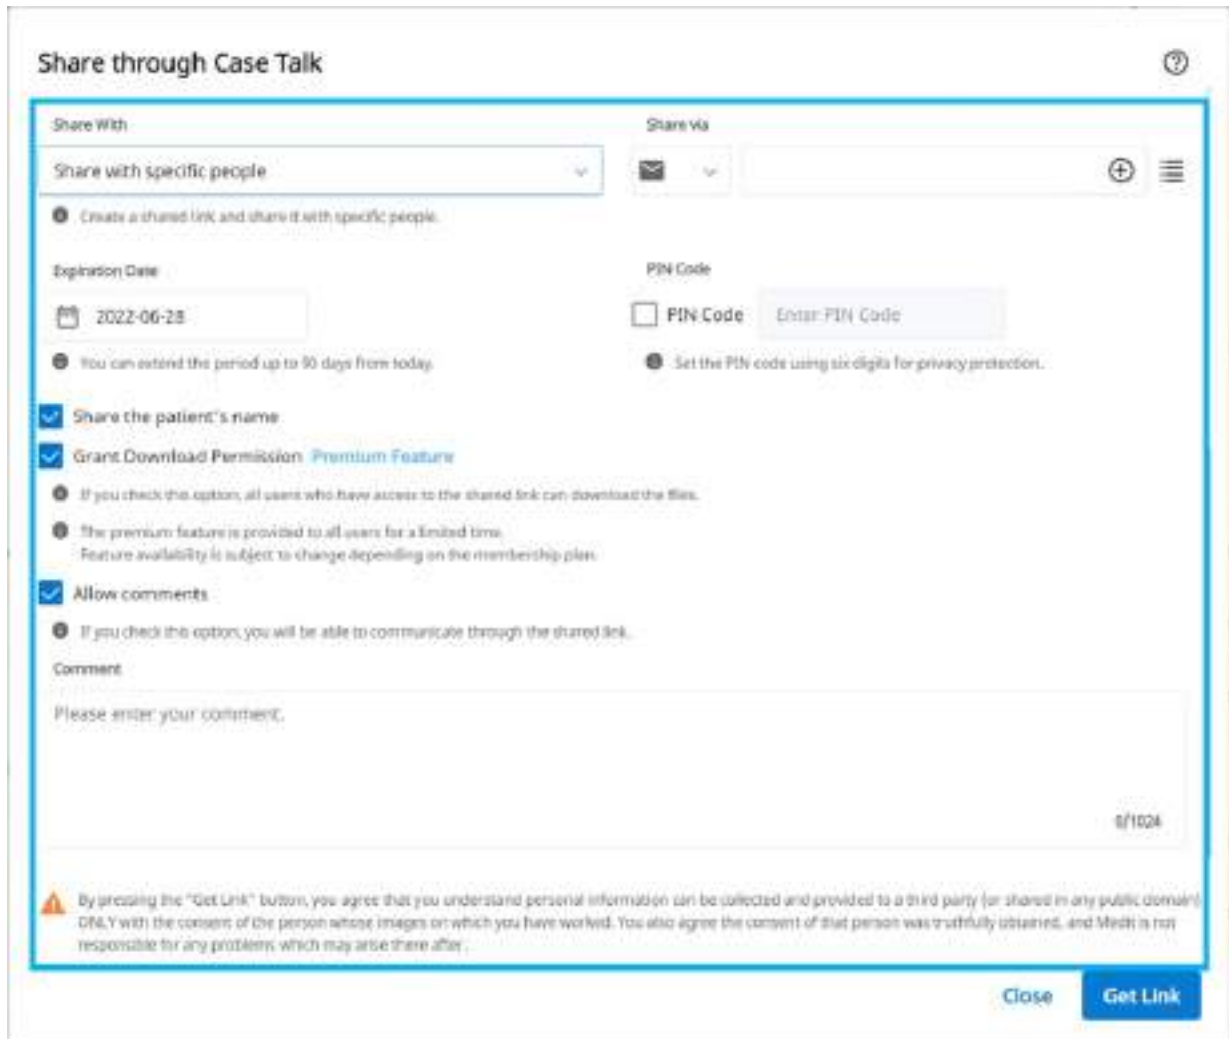 Share through Case Talk
Share With
Share via
Share with specific people
Create a shared link and share it with specific people.
Expiration Date
PIN Code
2022-06-28
PIN Code
Enter PIN Code
You can extend the period up to 90 days from today.
Set the PIN code using six digits for privacy protection.
Share the patient's name
Grant Download Permission Premium Feature
If you check this option, all users who have access to the shared link can download the files.
The premium feature is provided to all users for a limited time.
Feature availability is subject to change depending on the membership plan.
Allow comments
If you check this option, you will be able to communicate through the shared link.
Comment
Please enter your comment.
0/1024
By pressing the "Get Link" button, you agree that you understand personal information can be collected and provided to a third party (or shared in any public domain)
ONLY with the consent of the person whose images on which you have worked. You also agree the consent of that person was truthfully obtained, and Medit is not
responsible for any problems which may arise there after.
Close
Get Link